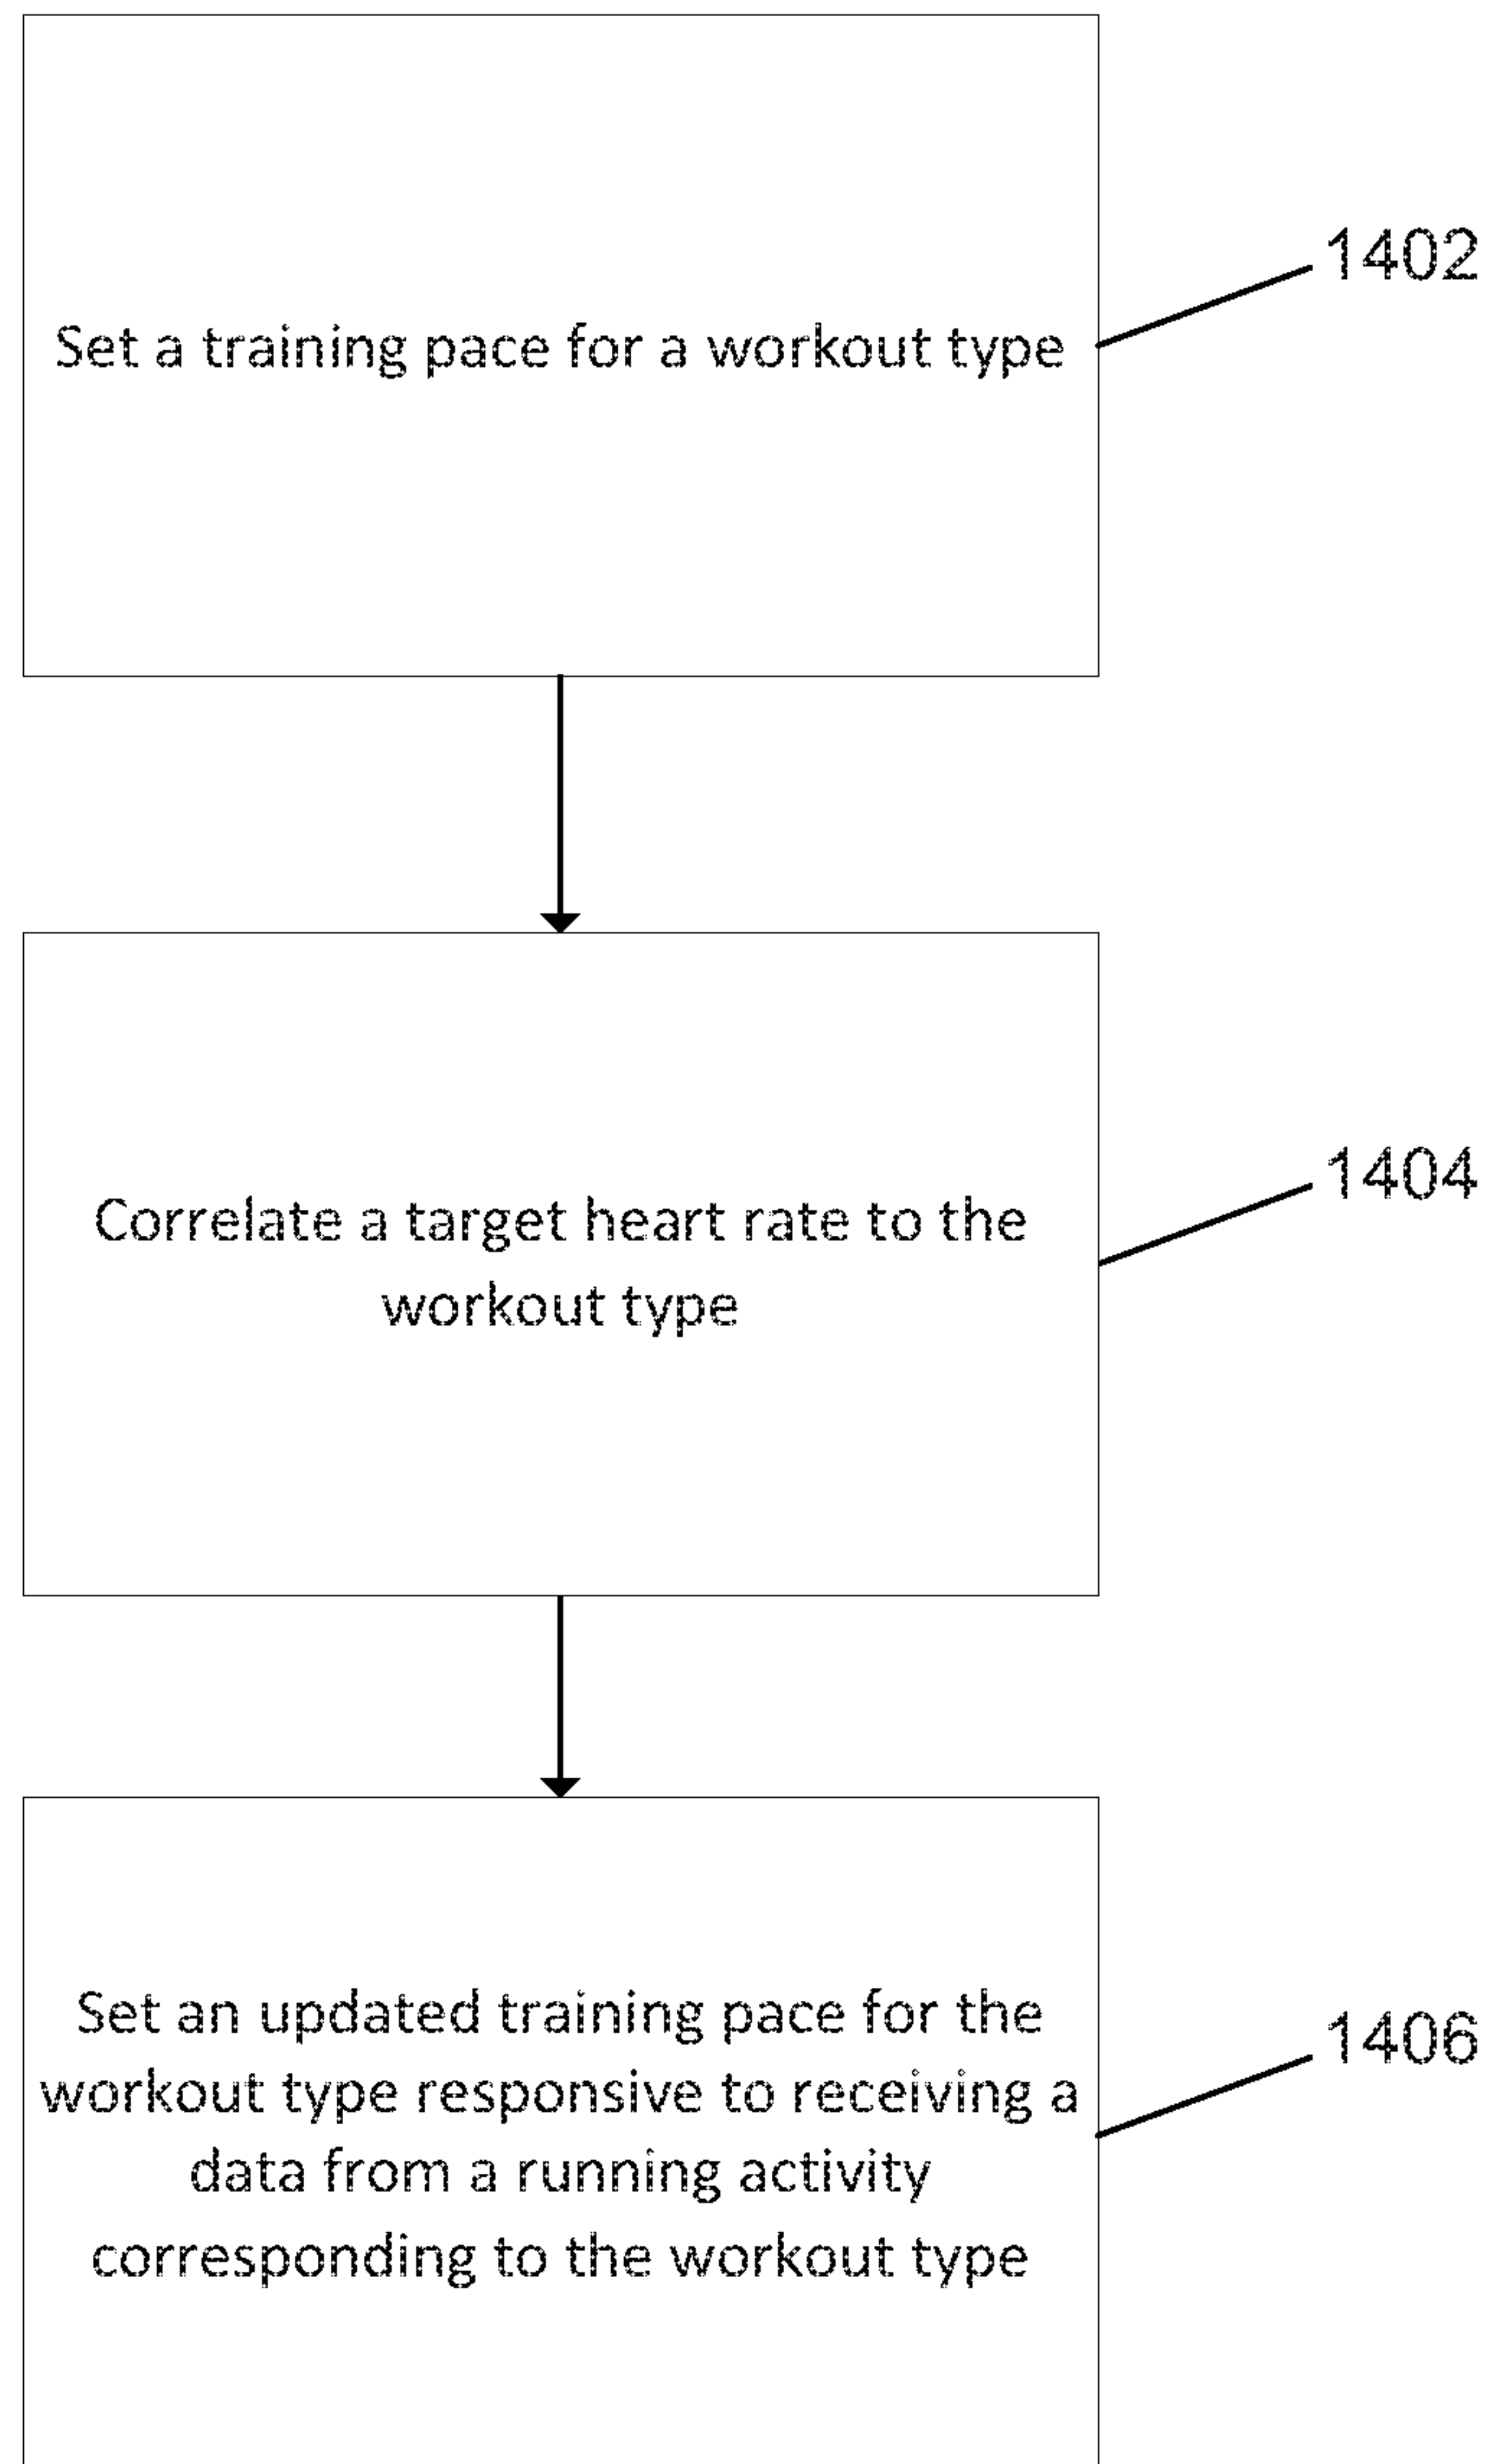 Set a training pace for a workout type
1402
Correlate a target heart rate to the
workout type
1404
Set an updated training pace for the
workout type responsive to receiving a
data from a running activity
corresponding to the workout type
1406